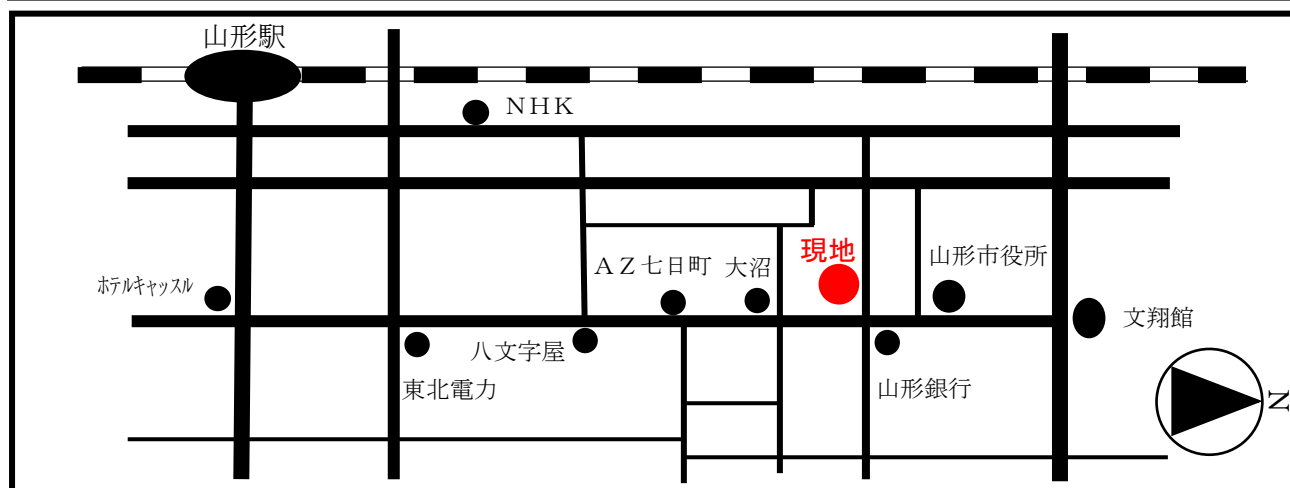 山形駅
ＮＨＫ
現地
ＡＺ七日町
大沼
山形市役所
ﾎﾃﾙｷｬｯｽﾙ
文翔館
八文字屋
東北電力
山形銀行
N